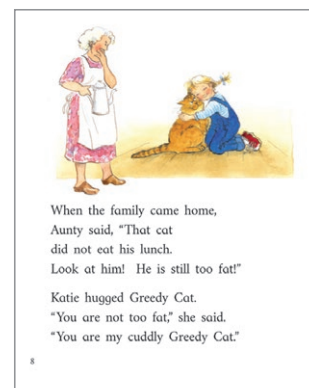 When the family came home,
Aunty said, “That cat
did not eat his lunch.
Look at him! He is still too fat!”
Katie hugged Greedy Cat.
“You are not too fat,” she said.
“You are my cuddly Greedy Cat.”
8